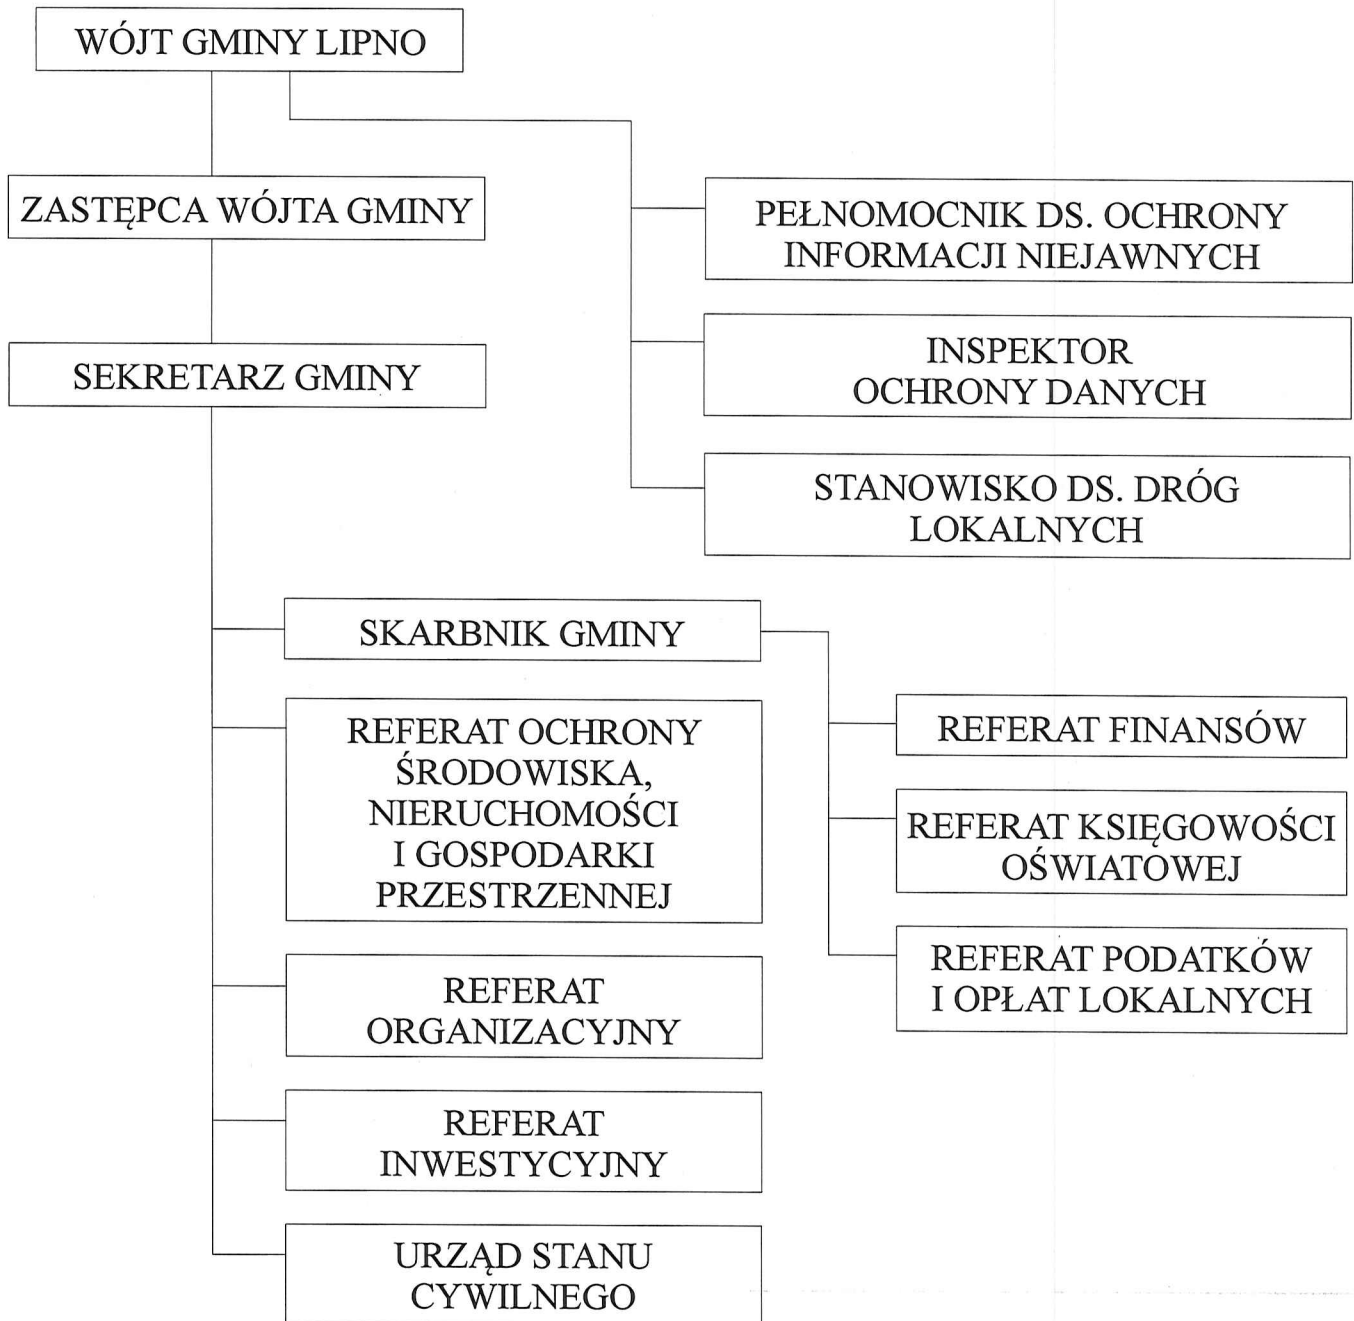 WÓJT GMINY LIPNO
ZASTĘPCA WÓJTA GMINY
SEKRETARZ GMINY
PEŁNOMOCNIK DS. OCHRONY
INFORMACJI NIEJAWNYCH
INSPEKTOR
OCHRONY DANYCH
STANOWISKO DS. DRÓG
LOKALNYCH
SKARBNIK GMINY
REFERAT OCHRONY
ŚRODOWISKA,
NIERUCHOMOŚCI
I GOSPODARKI
PRZESTRZENNEJ
REFERAT
ORGANIZACYJNY
REFERAT
INWESTYCYJNY
URZĄD STANU
CYWILNEGO
REFERAT FINANSÓW
REFERAT KSIĘGOWOŚCI
OŚWIATOWEJ
REFERAT PODATKÓW
I OPŁAT LOKALNYCH